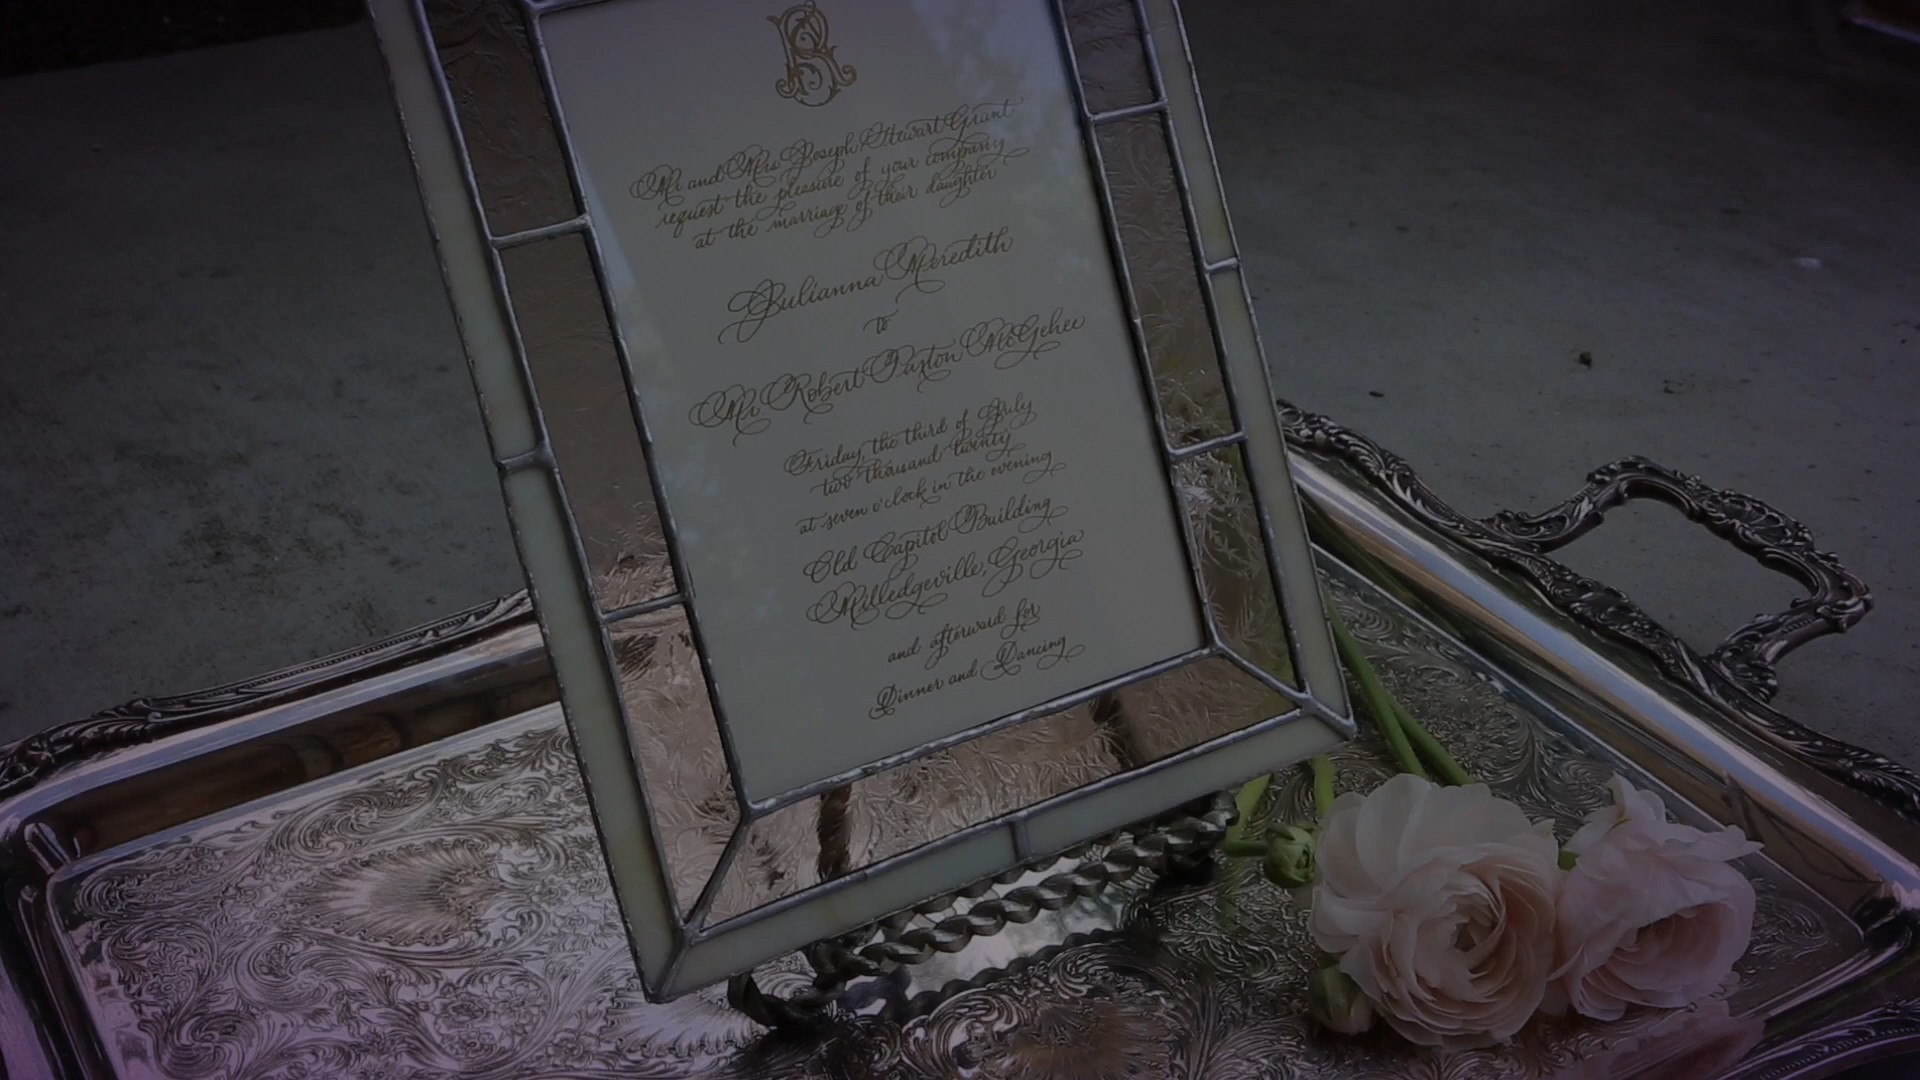 Mr and Mrs Joseph Stewart Grant
request the pleasure of your company
at the marriage of their daughter
Julianna Meredith
to
Mr Robert Paxton McGehee
Friday, the third of July
two thousand twenty
at seven o'clock in the evening
Old Capitol Building
Milledgeville, Georgia
and afterward for
Dinner and Dancing